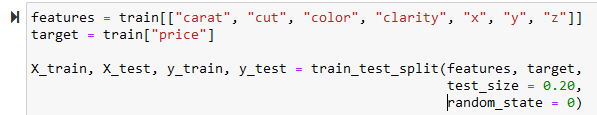 features = train[["carat", "cut", "color", "clarity", "x", "y", "z"]]
target = train["price"]
X_train, X_test, y_train, y_test = train_test_split(features, target,
test_size = 0.20,
random_state = 0)